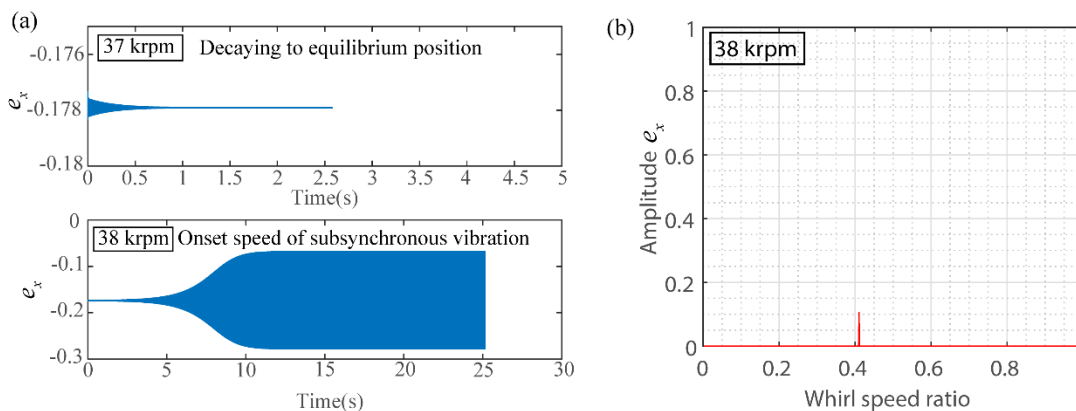 (a)
37 krpm Decaying to equilibrium position
-0.176
-0.178
-0.18
e_x
0 0.5 1 1.5 2 2.5 3 3.5 4 4.5 5
Time(s)
38 krpm Onset speed of subsynchronous vibration
0
-0.1
-0.2
-0.3
e_x
0 5 10 15 20 25 30
Time(s)
(b)
38 krpm
1
0.8
0.6
0.4
0.2
0
Amplitude e_x
0 0.2 0.4 0.6 0.8
Whirl speed ratio